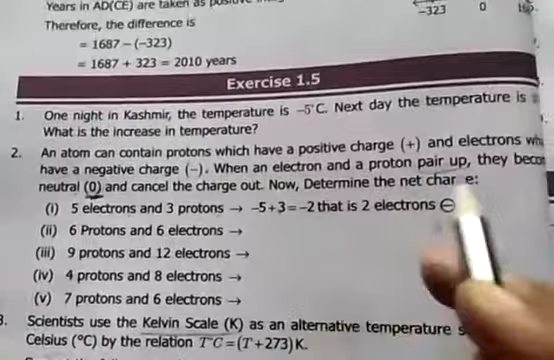 Years in AD(CE) are taken as positive
Therefore, the difference is
= 1687 – (–323)
= 1687 + 323 = 2010 years
–323 0
Exercise 1.5
1. One night in Kashmir, the temperature is –5°C. Next day the temperature is
What is the increase in temperature?
2. An atom can contain protons which have a positive charge (+) and electrons
have a negative charge (–). When an electron and a proton pair up, they
neutral (0) and cancel the charge out. Now, Determine the net char e:
(i) 5 electrons and 3 protons → –5+3=–2 that is 2 electrons ⊖
(ii) 6 Protons and 6 electrons →
(iii) 9 protons and 12 electrons →
(iv) 4 protons and 8 electrons →
(v) 7 protons and 6 electrons →
3. Scientists use the Kelvin Scale (K) as an alternative temperature
Celsius (°C) by the relation T°C=(T+273)K.